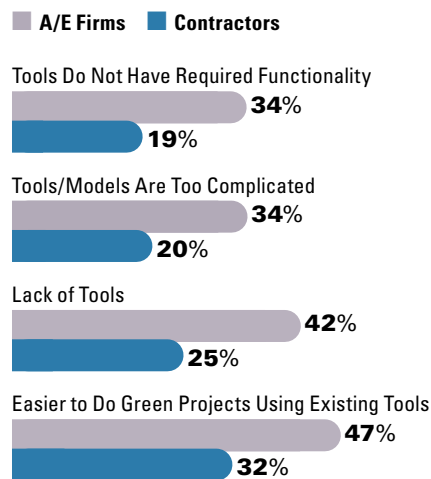 A/E Firms Contractors
Tools Do Not Have Required Functionality
34%
19%
Tools/Models Are Too Complicated
34%
20%
Lack of Tools
42%
25%
Easier to Do Green Projects Using Existing Tools
47%
32%